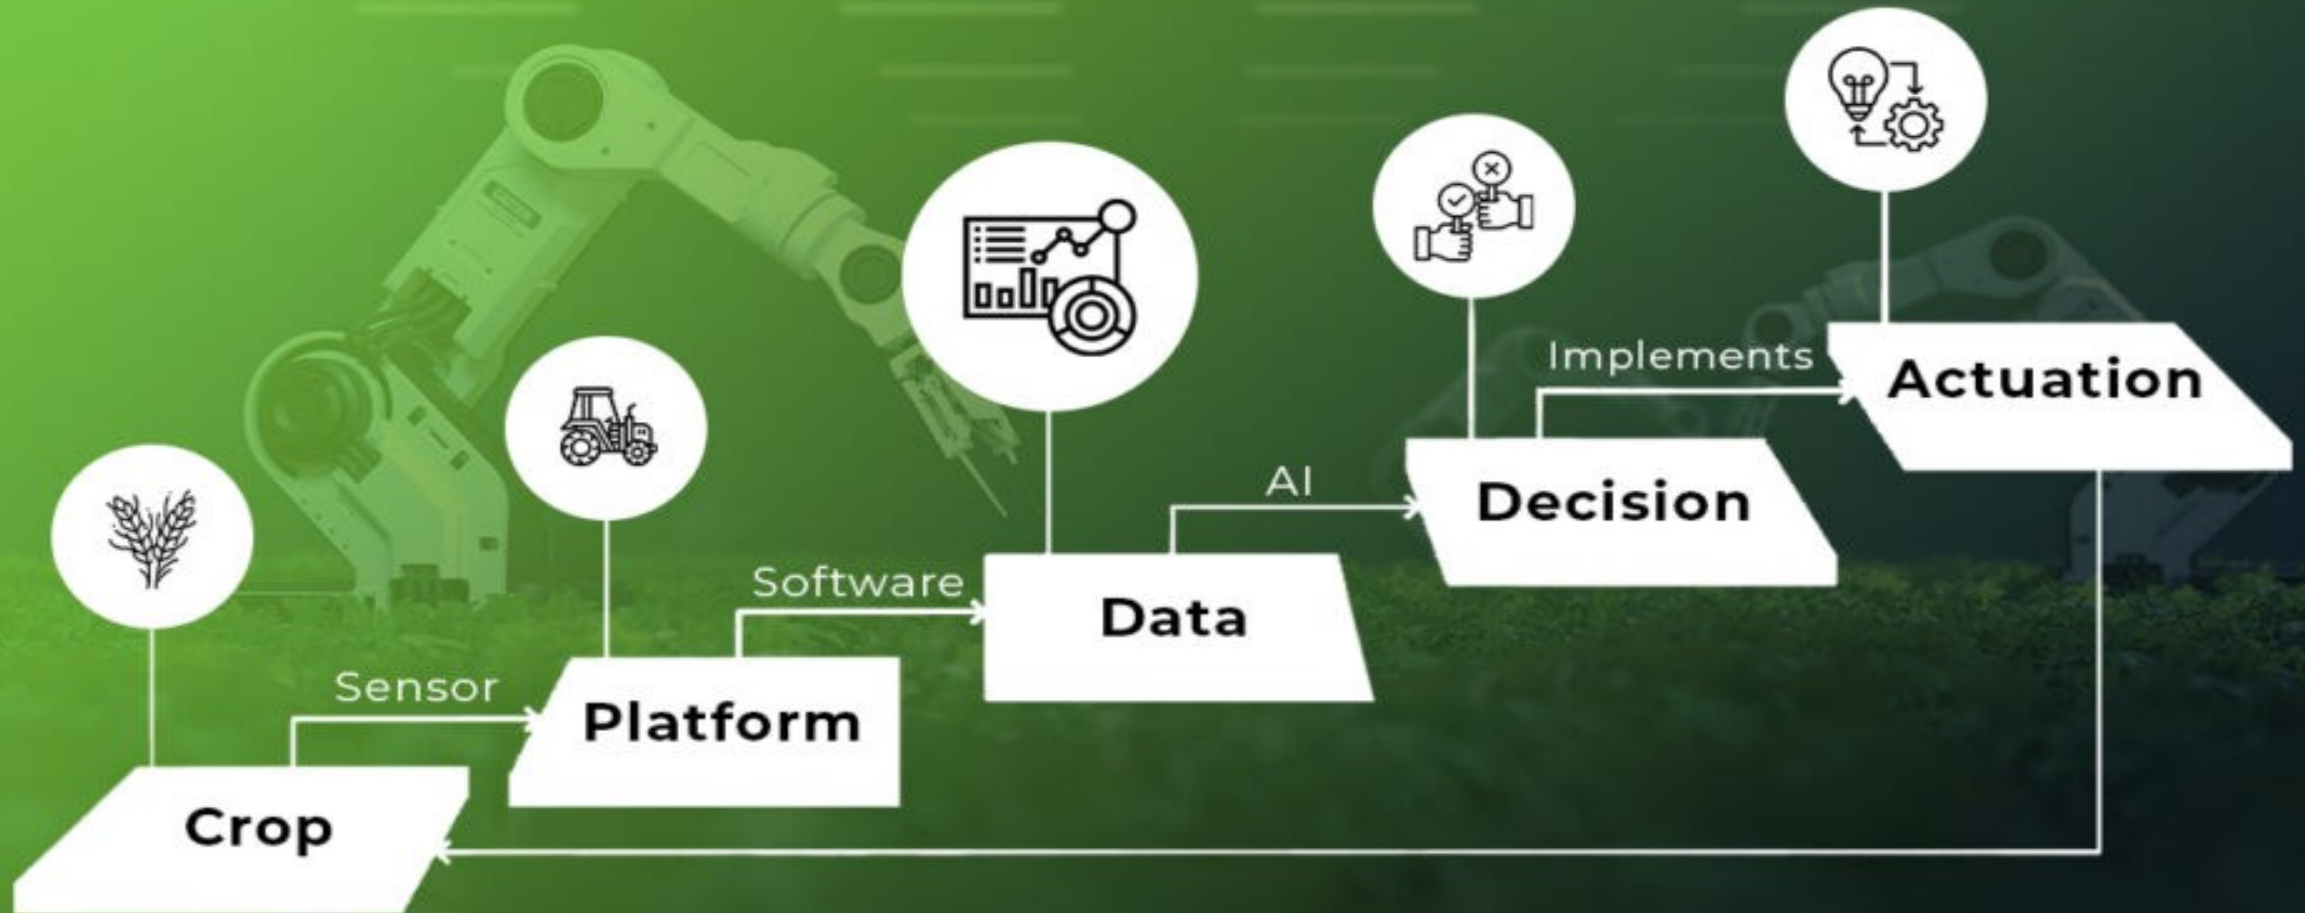 Implements
Actuation
AI
Decision
Software
Data
Sensor
Platform
Crop